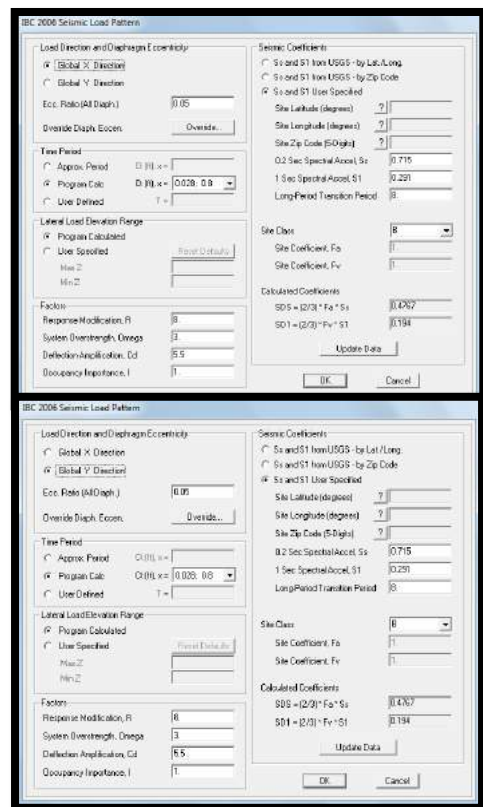 IBC 2006 Seismic Load Pattern
Load Direction and Diaphragm Eccentricity
Global X Direction
Global Y Direction
Ecc. Ratio (All Diaph.) 0.05
Override Diaph. Eccen. Override...
Time Period
Approx. Period Ct (ft), x =
Program Calc Ct (ft), x = 0.028; 0.8
User Defined T =
Lateral Load Elevation Range
Program Calculated
User Specified Reset Defaults
Max Z
Min Z
Factors
Response Modification, R 8.
System Overstrength, Omega 3.
Deflection Amplification, Cd 5.5
Occupancy Importance, I 1.
Seismic Coefficients
Ss and S1 from USGS - by Lat./Long.
Ss and S1 from USGS - by Zip Code
Ss and S1 User Specified
Site Latitude (degrees) ?
Site Longitude (degrees) ?
Site Zip Code (5-Digits) ?
0.2 Sec Spectral Accel, Ss 0.715
1 Sec Spectral Accel, S1 0.291
Long-Period Transition Period 8.
Site Class B
Site Coefficient, Fa 1.
Site Coefficient, Fv 1.
Calculated Coefficients
SDS = (2/3) * Fa * Ss 0.4767
SD1 = (2/3) * Fv * S1 0.194
Update Data
OK Cancel
IBC 2006 Seismic Load Pattern
Load Direction and Diaphragm Eccentricity
Global X Direction
Global Y Direction
Ecc. Ratio (All Diaph.) 0.05
Override Diaph. Eccen. Override...
Time Period
Approx. Period Ct (ft), x =
Program Calc Ct (ft), x = 0.028; 0.8
User Defined T =
Lateral Load Elevation Range
Program Calculated
User Specified Reset Defaults
Max Z
Min Z
Factors
Response Modification, R 8.
System Overstrength, Omega 3.
Deflection Amplification, Cd 5.5
Occupancy Importance, I 1.
Seismic Coefficients
Ss and S1 from USGS - by Lat./Long.
Ss and S1 from USGS - by Zip Code
Ss and S1 User Specified
Site Latitude (degrees) ?
Site Longitude (degrees) ?
Site Zip Code (5-Digits) ?
0.2 Sec Spectral Accel, Ss 0.715
1 Sec Spectral Accel, S1 0.291
Long-Period Transition Period 8.
Site Class B
Site Coefficient, Fa 1.
Site Coefficient, Fv 1.
Calculated Coefficients
SDS = (2/3) * Fa * Ss 0.4767
SD1 = (2/3) * Fv * S1 0.194
Update Data
OK Cancel